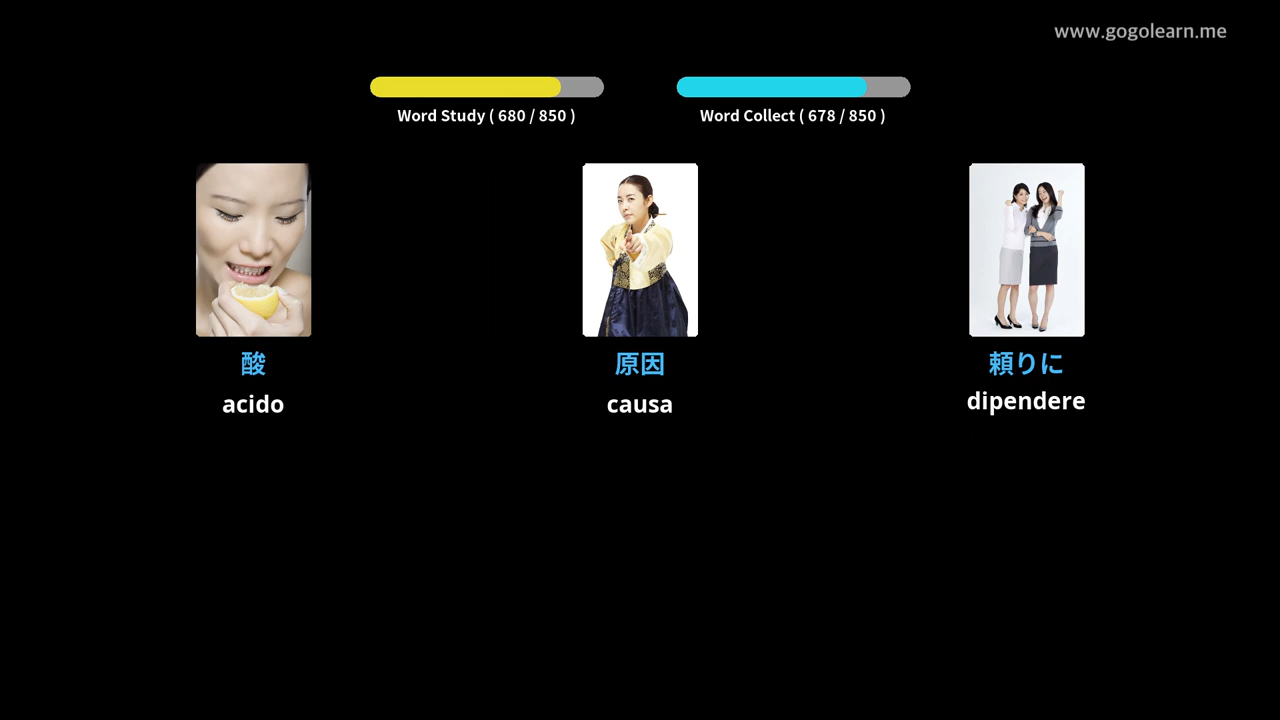 www.gogolearn.me
Word Study ( 680 / 850 )
Word Collect ( 678 / 850 )
酸
acido
原因
causa
頼りに
dipendere